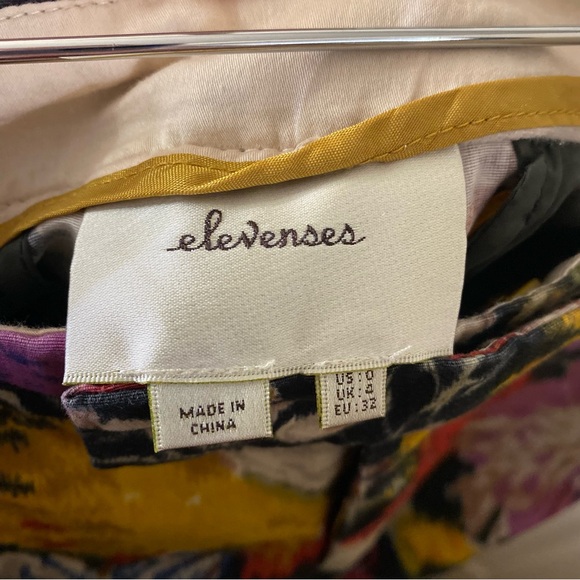 elevenses
MADE IN
CHINA
US:0
UK:4
EU:32